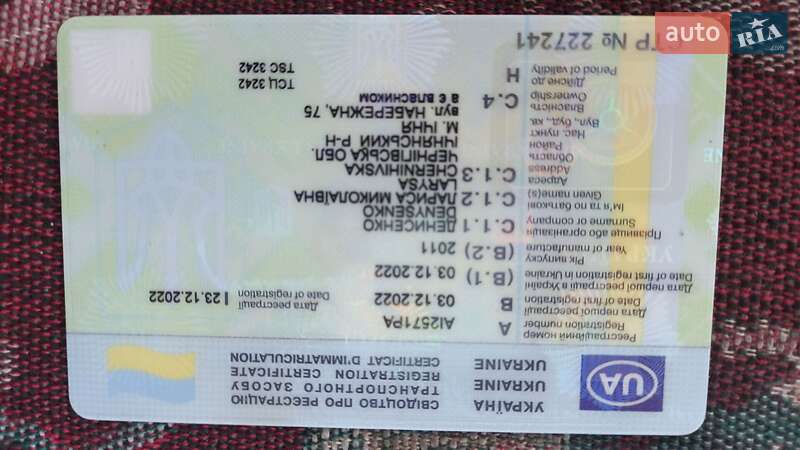 УКРАЇНА
UKRAINE
UKRAINE
СВІДОЦТВО ПРО РЕЄСТРАЦІЮ
ТРАНСПОРТНОГО ЗАСОБУ
REGISTRATION CERTIFICATE
CERTIFICAT D'IMMATRICULATION
UA
Реєстраційний номер
Registration number
A
AI2571PA
Дата першої реєстрації
Date of first registration
B
03.12.2022
Дата реєстрації
Date of registration
23.12.2022
Дата першої реєстрації в Україні
Date of first registration in Ukraine
(B.1)
03.12.2022
Рік випуску
Year of manufacture
(B.2)
2011
Прізвище або організація
Surname or company
C.1.1
ДЕНИСЕНКО
DENYSENKO
Ім'я та по батькові
Given name(s)
C.1.2
ЛАРИСА МИКОЛАЇВНА
LARYSA
Адреса
Address
C.1.3
CHERNIHIVSKA
Область
ЧЕРНІГІВСЬКА ОБЛ.
Район
ІЧНЯНСЬКИЙ Р-Н
Нас. пункт
М. ІЧНЯ
Вул., буд., кв.
вул. НАБЕРЕЖНА, 75
Власність
Ownership
C.4
а є власником
Дійсне до
Period of validity
H
ТСЦ 3242
TSC 3242
ТР № 227241
auto
RIA
.com